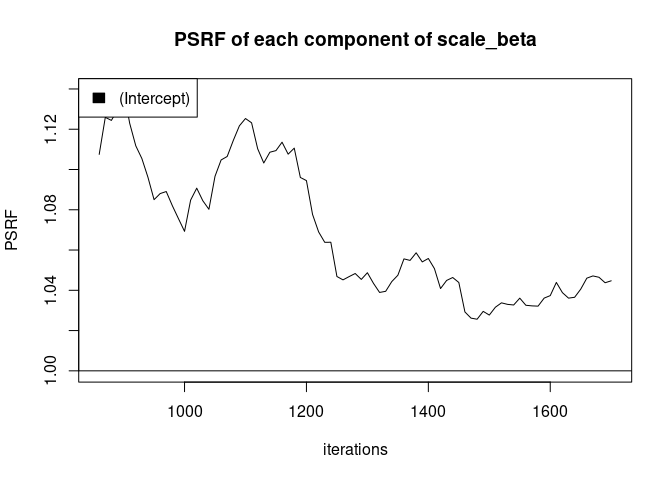 PSRF of each component of scale_beta
(Intercept)
PSRF
1.12
1.08
1.04
1.00
1000 1200 1400 1600
iterations